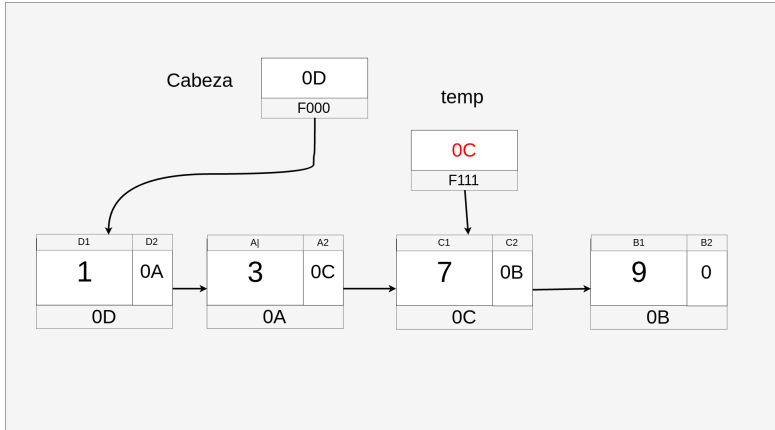 Cabeza
0D
F000
temp
0C
F111
D1 D2
1 0A
0D
A| A2
3 0C
0A
C1 C2
7 0B
0C
B1 B2
9 0
0B